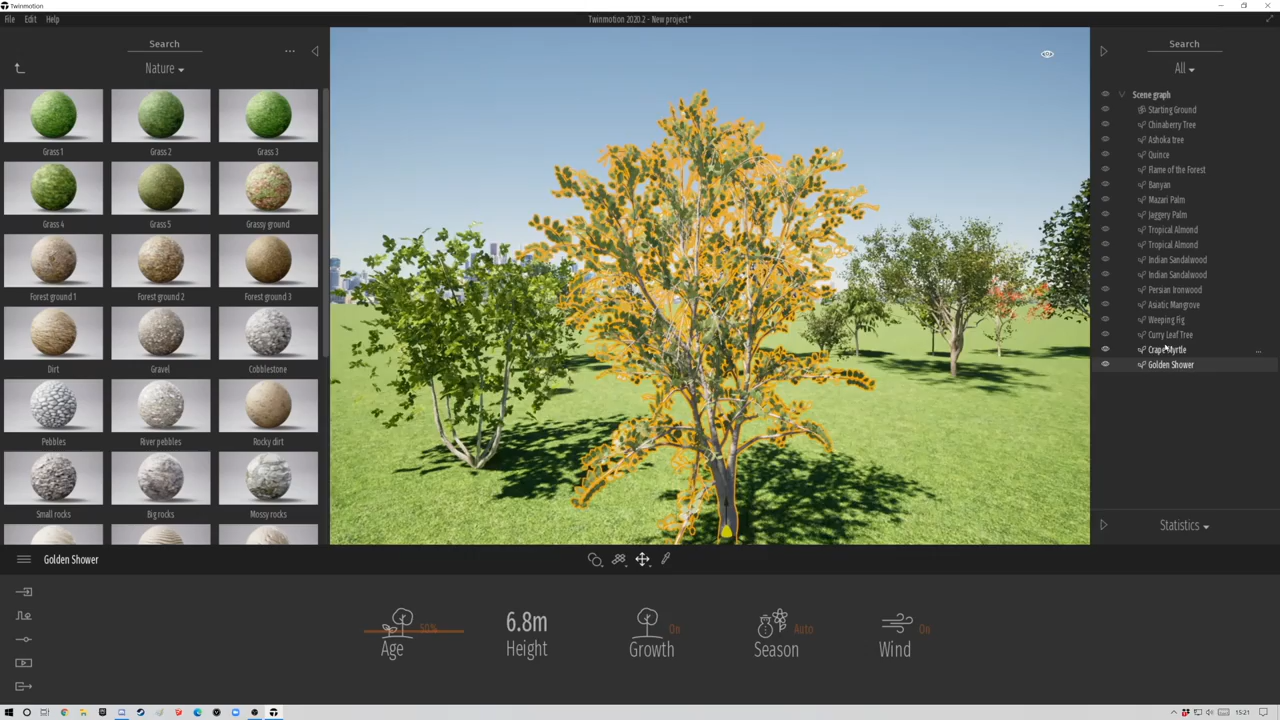 Twinmotion
File Edit Help
Twinmotion 2020.2 - New project*
Search
Nature
Grass 1 Grass 2 Grass 3
Grass 4 Grass 5 Grassy ground
Forest ground 1 Forest ground 2 Forest ground 3
Dirt Gravel Cobblestone
Pebbles River pebbles Rocky dirt
Small rocks Big rocks Mossy rocks
Search
All
Scene graph
Starting Ground
Chinaberry Tree
Ashoka tree
Quince
Flame of the Forest
Banyan
Mazari Palm
Jaggery Palm
Tropical Almond
Tropical Almond
Indian Sandalwood
Indian Sandalwood
Persian Ironwood
Asiatic Mangrove
Weeping Fig
Curry Leaf Tree
Crape Myrtle ...
Golden Shower
Statistics
Golden Shower
50%
Age
6.8m
Height
On
Growth
Auto
Season
On
Wind
15:21